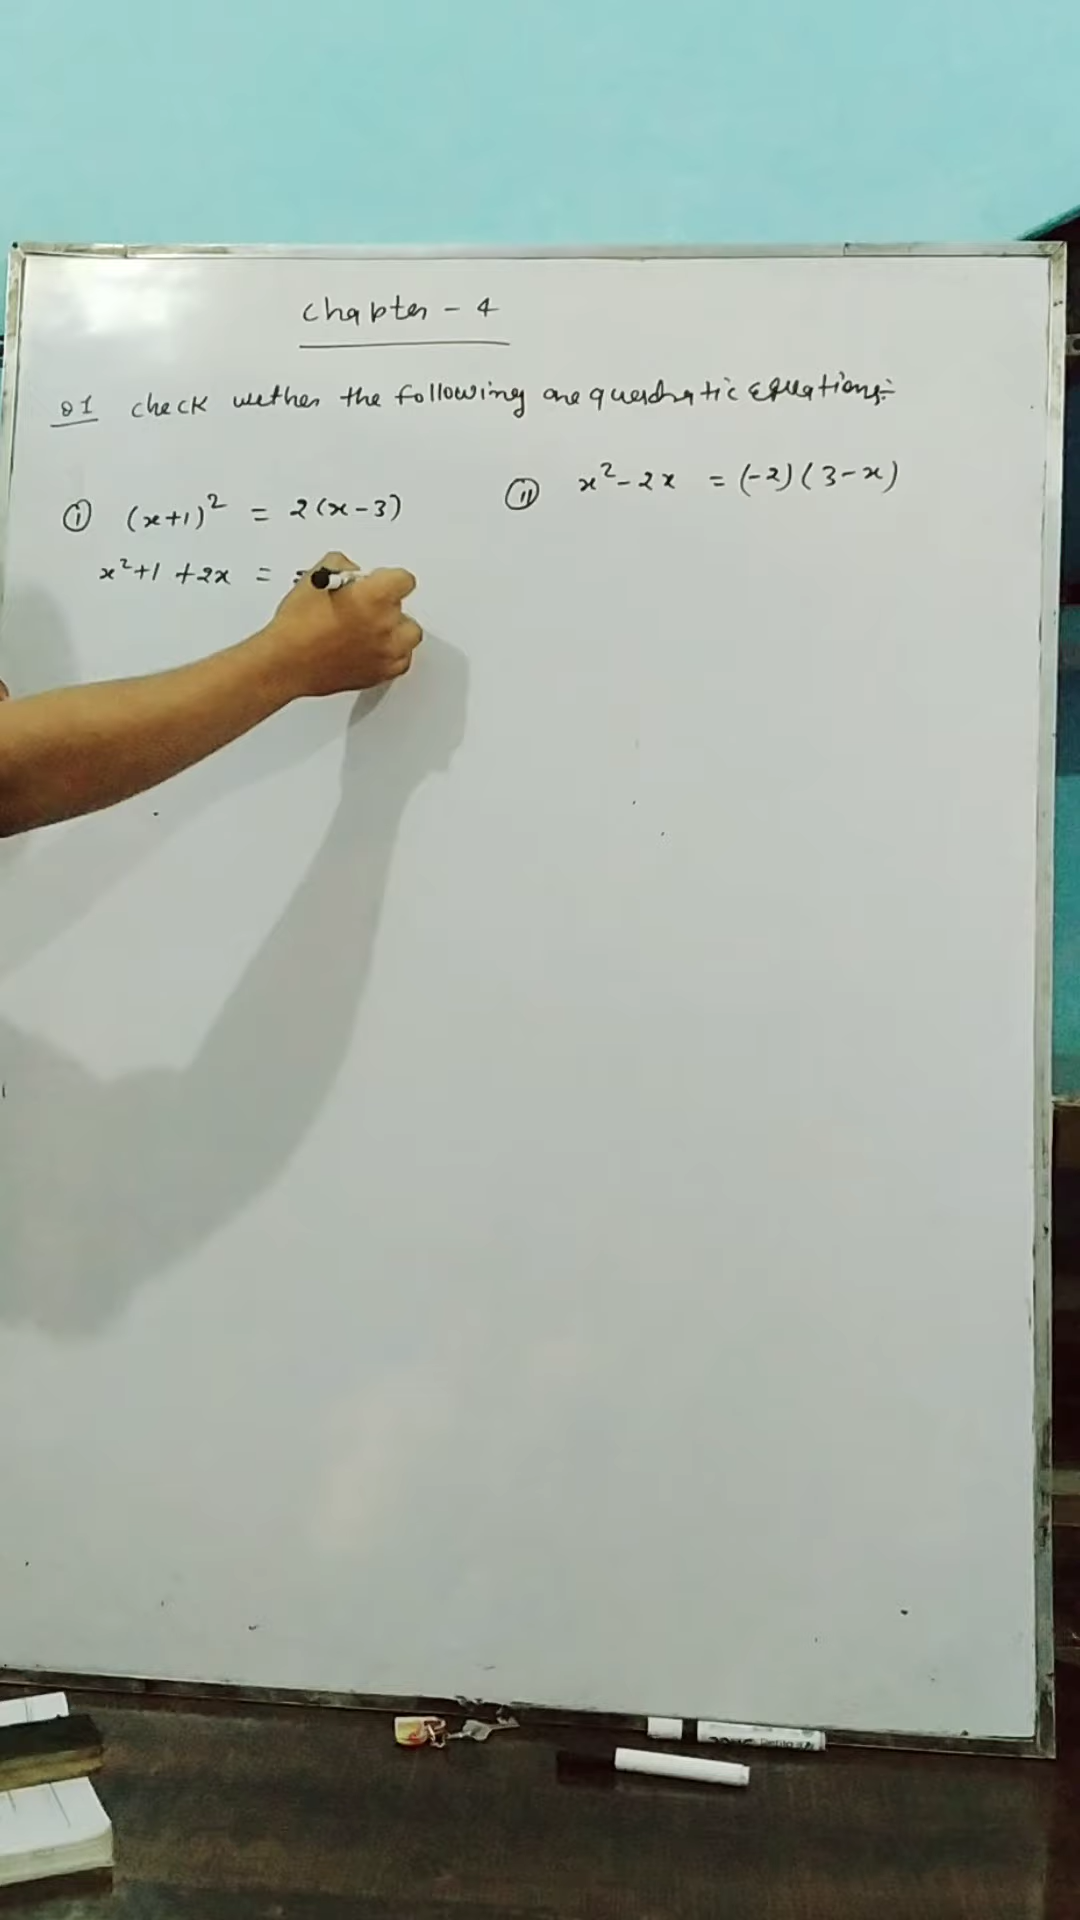 Chapter - 4
Q1 Check wether the following are quadratic Equations:-
(i) (x+1)² = 2(x-3)
(ii) x²-2x = (-2)(3-x)
x²+1 +2x =